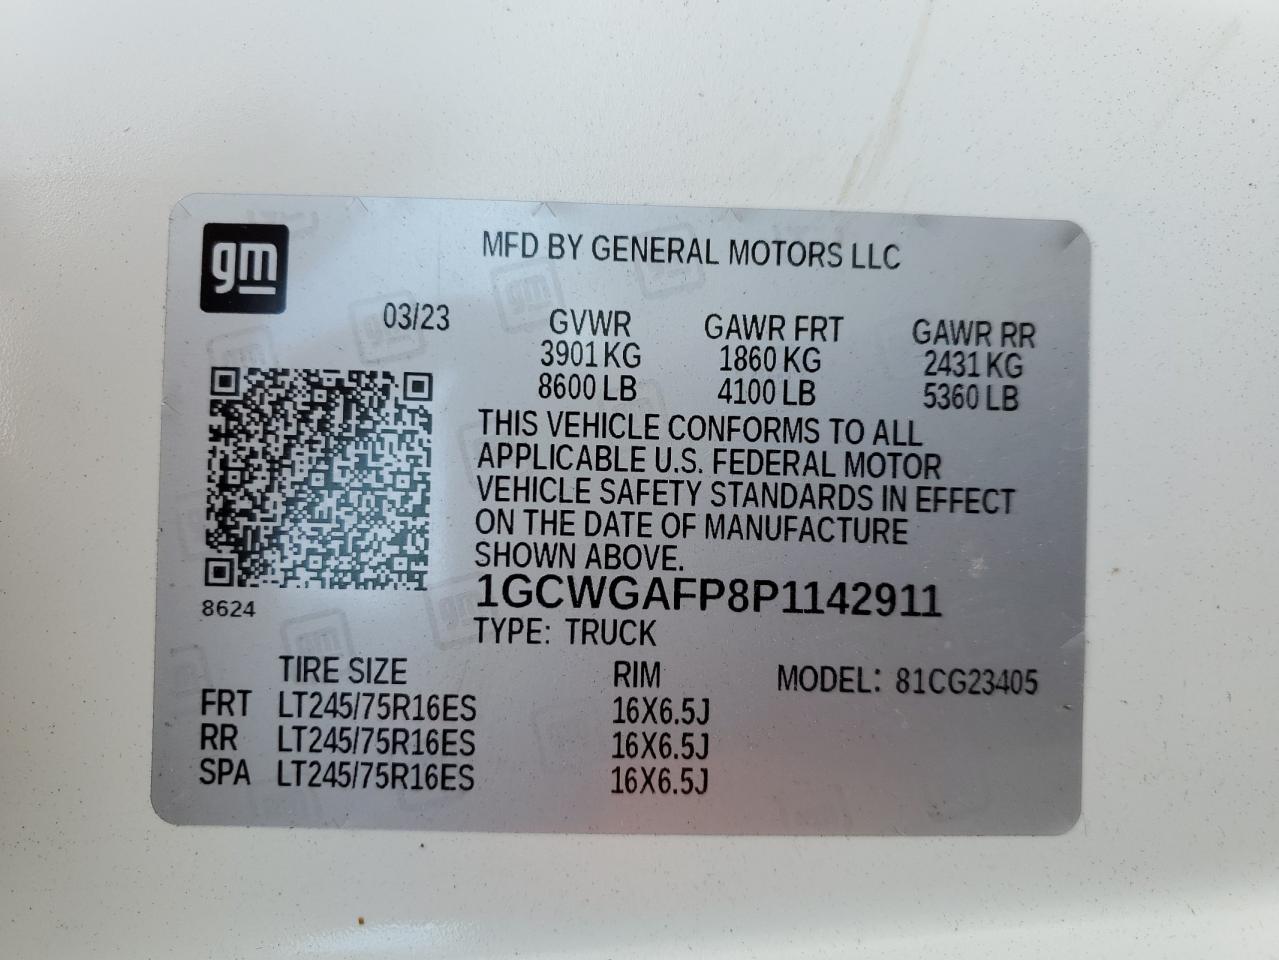 gm
MFD BY GENERAL MOTORS LLC
03/23
GVWR GAWR FRT GAWR RR
3901 KG 1860 KG 2431 KG
8600 LB 4100 LB 5360 LB
THIS VEHICLE CONFORMS TO ALL
APPLICABLE U.S. FEDERAL MOTOR
VEHICLE SAFETY STANDARDS IN EFFECT
ON THE DATE OF MANUFACTURE
SHOWN ABOVE.
1GCWGAFP8P1142911
8624
TYPE: TRUCK
TIRE SIZE RIM MODEL: 81CG23405
FRT LT245/75R16ES 16X6.5J
RR LT245/75R16ES 16X6.5J
SPA LT245/75R16ES 16X6.5J